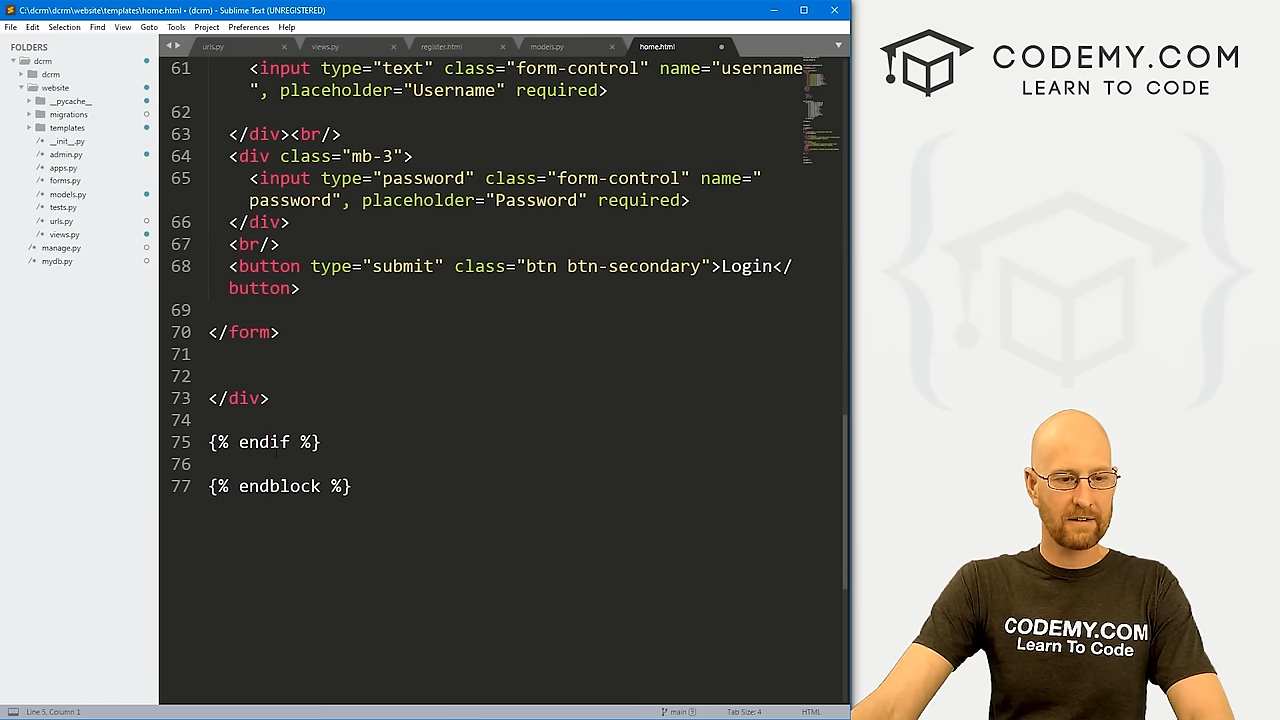 C:\dcrm\dcrm\website\templates\home.html • (dcrm) - Sublime Text (UNREGISTERED)
File Edit Selection Find View Goto Tools Project Preferences Help
FOLDERS
dcrm
dcrm
website
__pycache__
migrations
templates
__init__.py
admin.py
apps.py
forms.py
models.py
tests.py
urls.py
views.py
manage.py
mydb.py
urls.py views.py register.html models.py home.html
61 <input type="text" class="form-control" name="username
", placeholder="Username" required>
62
63 </div><br/>
64 <div class="mb-3">
65 <input type="password" class="form-control" name="
password", placeholder="Password" required>
66 </div>
67 <br/>
68 <button type="submit" class="btn btn-secondary">Login</
button>
69
70 </form>
71
72
73 </div>
74
75 {% endif %}
76
77 {% endblock %}
Line 5, Column 1
main
Tab Size: 4
HTML
CODEMY.COM
LEARN TO CODE
CODEMY.COM
Learn To Code